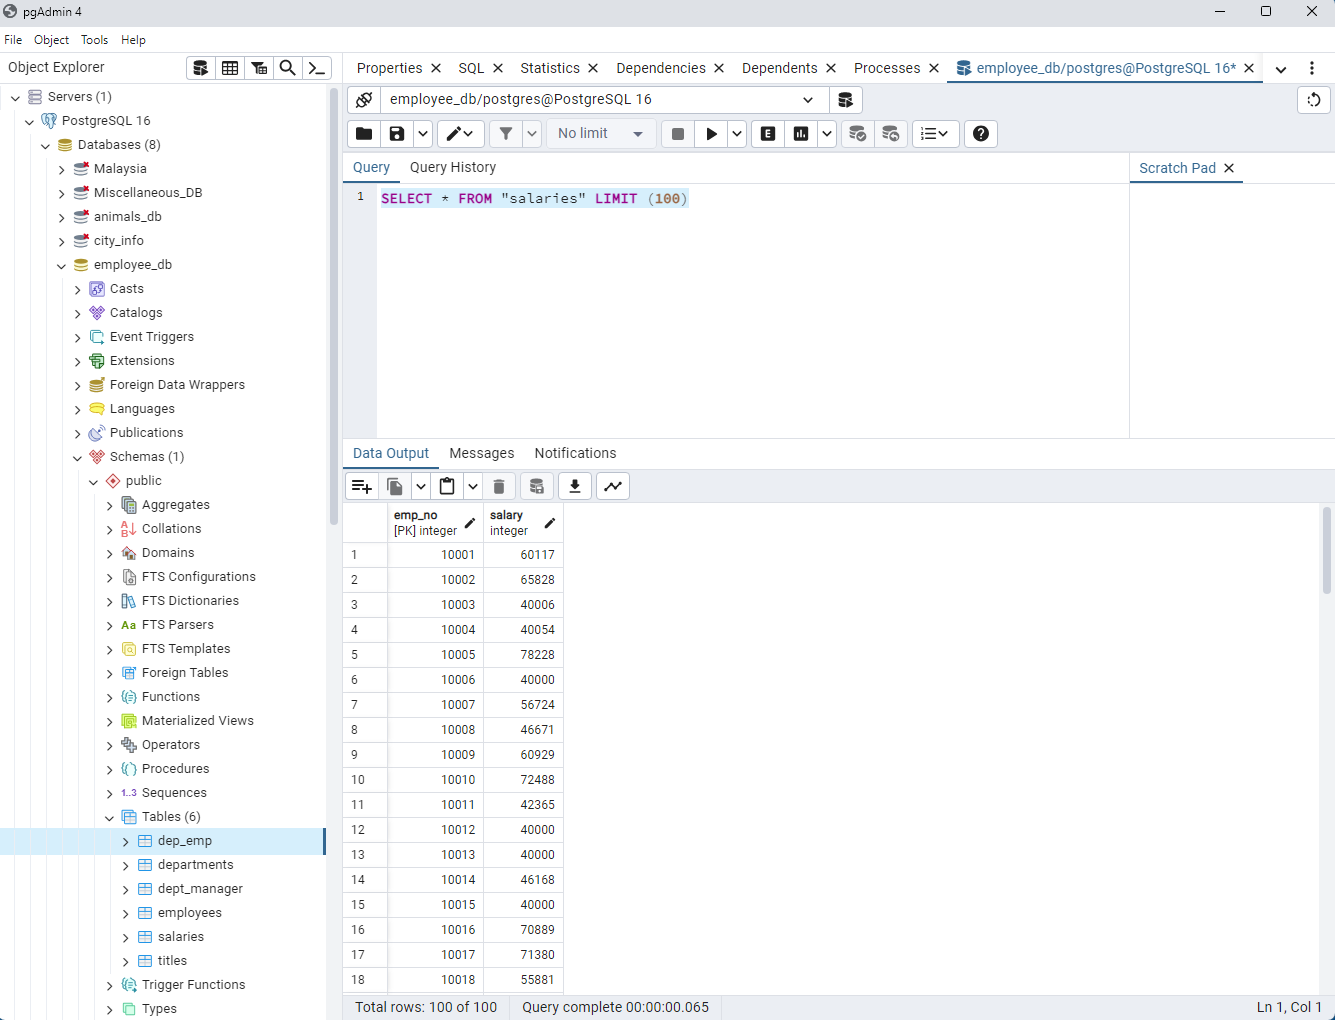 pgAdmin 4
File Object Tools Help
Object Explorer
Servers (1)
PostgreSQL 16
Databases (8)
Malaysia
Miscellaneous_DB
animals_db
city_info
employee_db
Casts
Catalogs
Event Triggers
Extensions
Foreign Data Wrappers
Languages
Publications
Schemas (1)
public
Aggregates
Collations
Domains
FTS Configurations
FTS Dictionaries
Aa FTS Parsers
FTS Templates
Foreign Tables
Functions
Materialized Views
Operators
Procedures
1..3 Sequences
Tables (6)
dep_emp
departments
dept_manager
employees
salaries
titles
Trigger Functions
Types
Properties SQL Statistics Dependencies Dependents Processes employee_db/postgres@PostgreSQL 16*
employee_db/postgres@PostgreSQL 16
No limit E
Query Query History
Scratch Pad
1 SELECT * FROM "salaries" LIMIT (100)
Data Output Messages Notifications
emp_no salary
[PK] integer integer
1 10001 60117
2 10002 65828
3 10003 40006
4 10004 40054
5 10005 78228
6 10006 40000
7 10007 56724
8 10008 46671
9 10009 60929
10 10010 72488
11 10011 42365
12 10012 40000
13 10013 40000
14 10014 46168
15 10015 40000
16 10016 70889
17 10017 71380
18 10018 55881
Total rows: 100 of 100 Query complete 00:00:00.065 Ln 1, Col 1